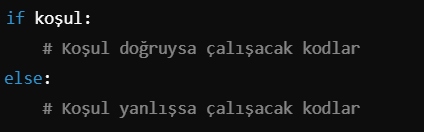 if koşul:
    # Koşul doğruysa çalışacak kodlar
else:
    # Koşul yanlışsa çalışacak kodlar